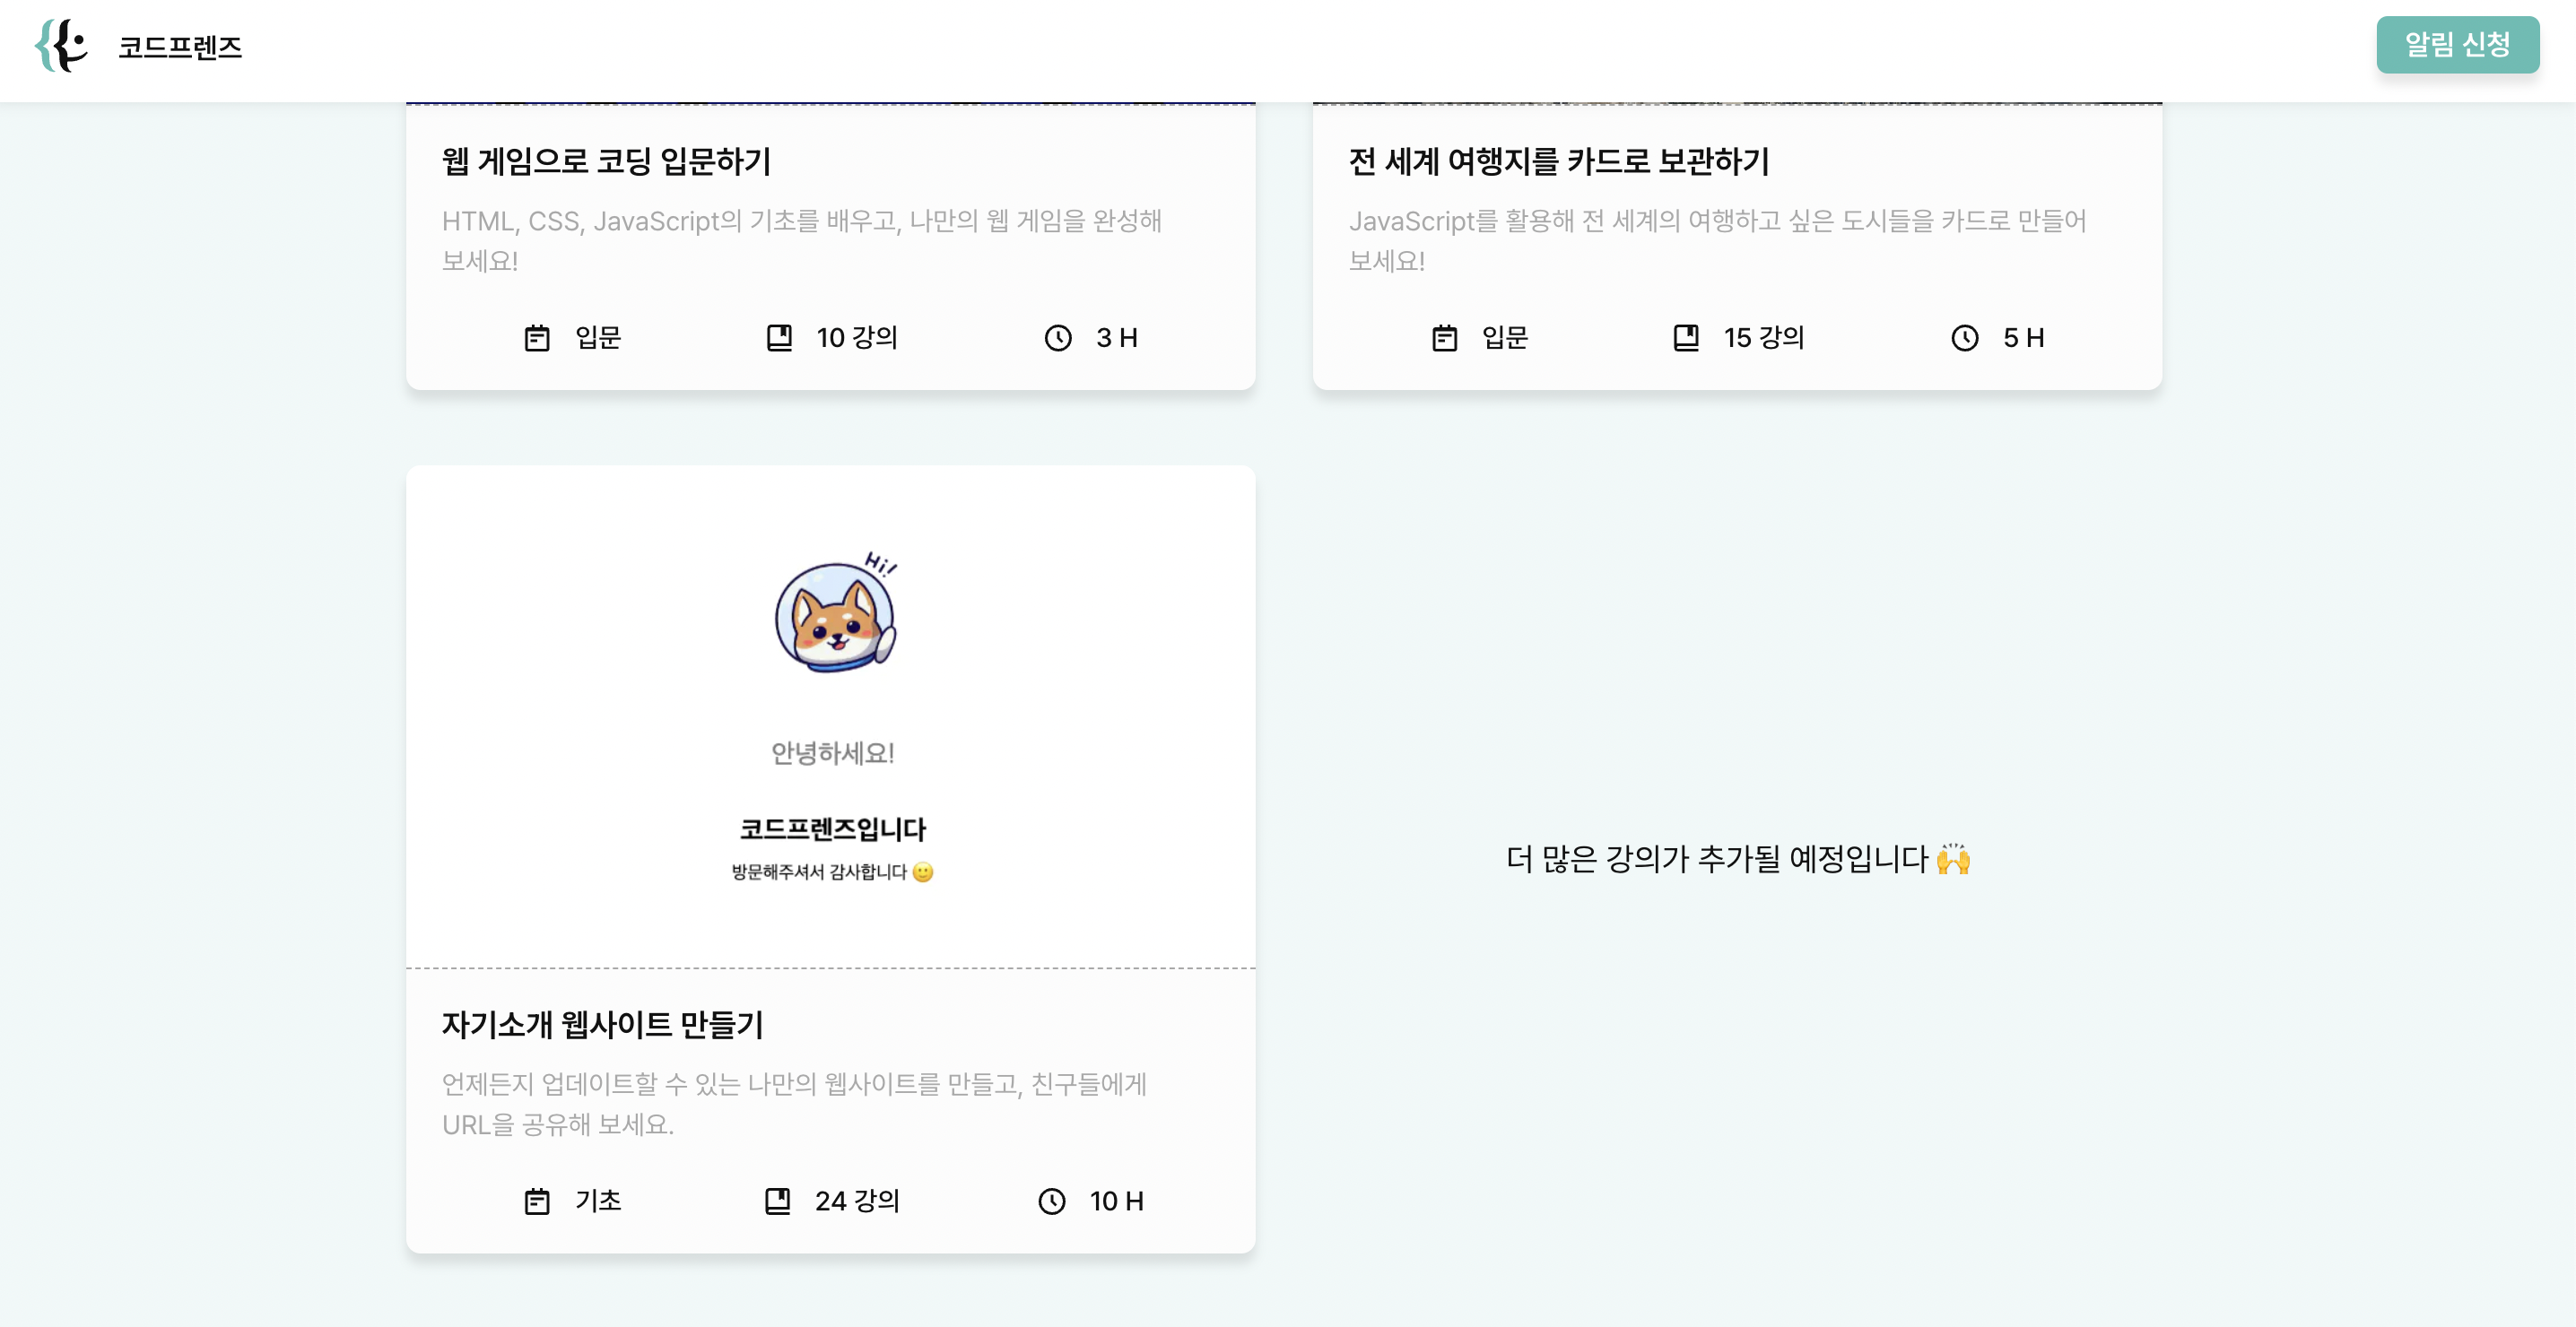 코드프렌즈
알림 신청
웹 게임으로 코딩 입문하기
HTML, CSS, JavaScript의 기초를 배우고, 나만의 웹 게임을 완성해
보세요!
입문
10 강의
3 H
전 세계 여행지를 카드로 보관하기
JavaScript를 활용해 전 세계의 여행하고 싶은 도시들을 카드로 만들어
보세요!
입문
15 강의
5 H
Hi!
안녕하세요!
코드프렌즈입니다
방문해주셔서 감사합니다 🙂
자기소개 웹사이트 만들기
언제든지 업데이트할 수 있는 나만의 웹사이트를 만들고, 친구들에게
URL을 공유해 보세요.
기초
24 강의
10 H
더 많은 강의가 추가될 예정입니다 🙌